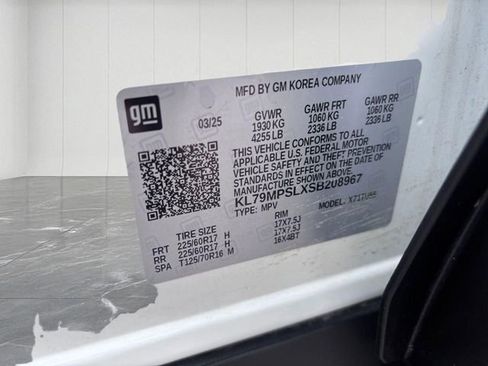 gm
MFD BY GM KOREA COMPANY
03/25
GVWR GAWR FRT GAWR RR
1930 KG 1060 KG 1060 KG
4255 LB 2336 LB 2336 LB
THIS VEHICLE CONFORMS TO ALL
APPLICABLE U.S. FEDERAL MOTOR
VEHICLE SAFETY AND THEFT PREVENTION
STANDARDS IN EFFECT ON THE DATE OF
MANUFACTURE SHOWN ABOVE.
KL79MPSLXSB208967
TYPE: MPV MODEL:
TIRE SIZE RIM
FRT 225/60R17 H 17X7.5J
RR 225/60R17 H 17X7.5J
SPA T125/70R16 M 16X4BT